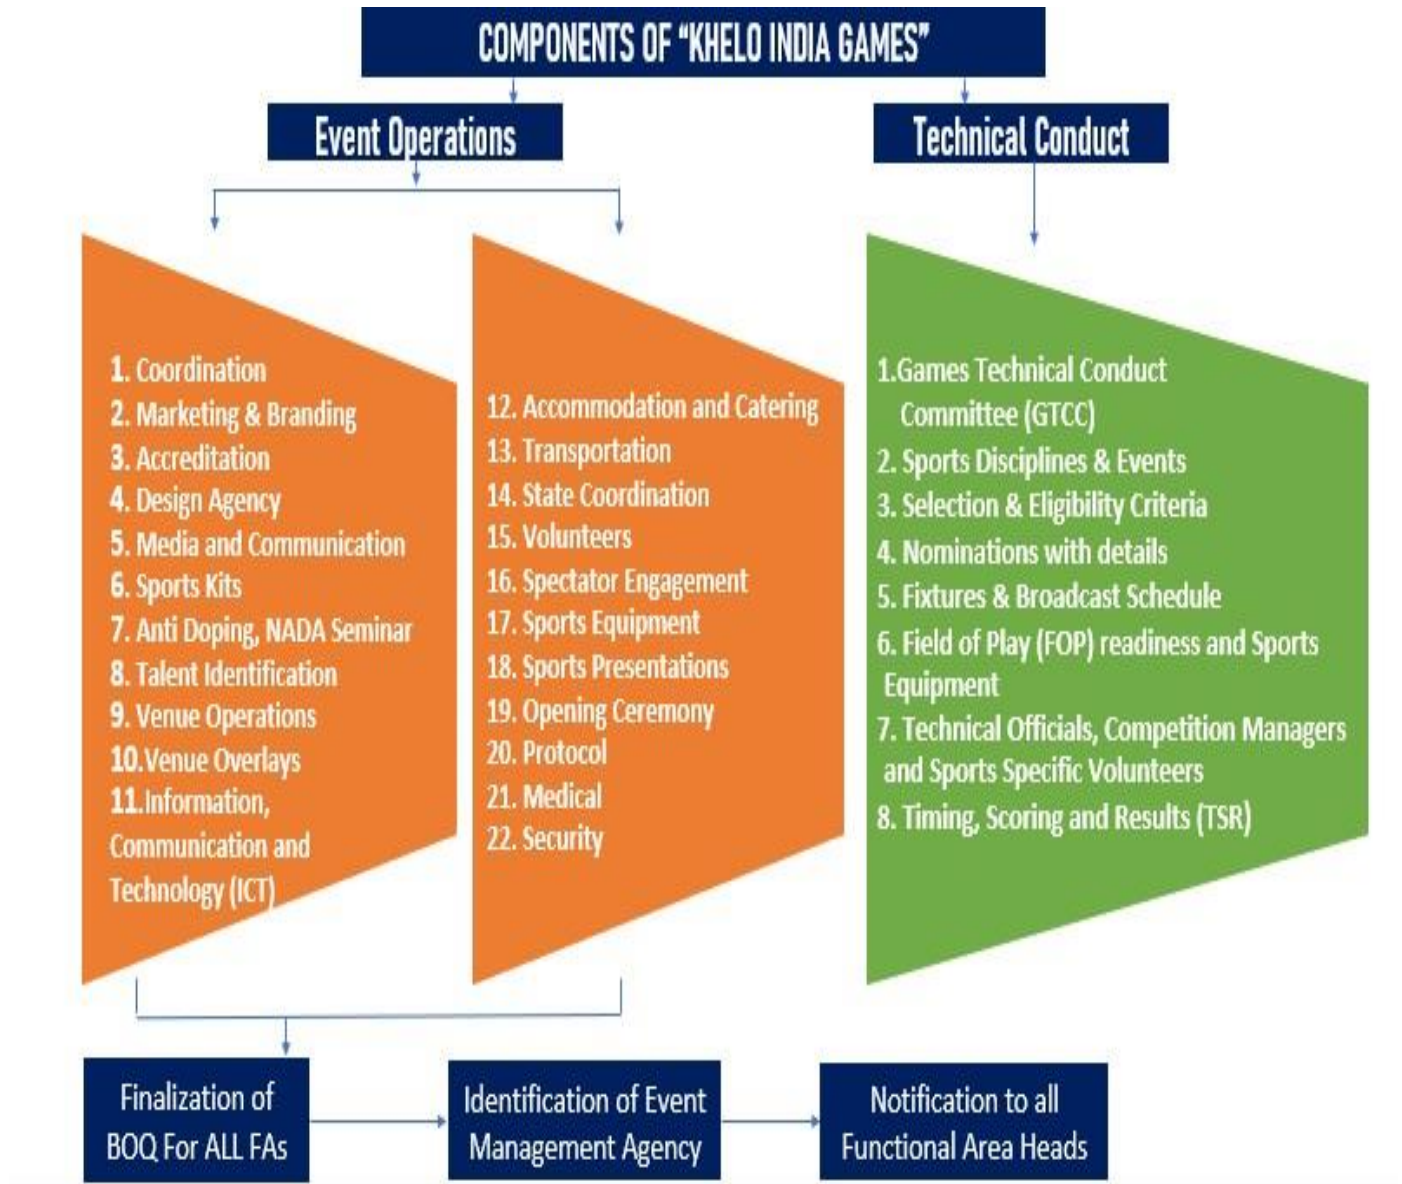 COMPONENTS OF “KHELO INDIA GAMES”
Event Operations
Technical Conduct
1. Coordination
2. Marketing & Branding
3. Accreditation
4. Design Agency
5. Media and Communication
6. Sports Kits
7. Anti Doping, NADA Seminar
8. Talent Identification
9. Venue Operations
10.Venue Overlays
11.Information,
Communication and
Technology (ICT)
12. Accommodation and Catering
13. Transportation
14. State Coordination
15. Volunteers
16. Spectator Engagement
17. Sports Equipment
18. Sports Presentations
19. Opening Ceremony
20. Protocol
21. Medical
22. Security
1.Games Technical Conduct
Committee (GTCC)
2. Sports Disciplines & Events
3. Selection & Eligibility Criteria
4. Nominations with details
5. Fixtures & Broadcast Schedule
6. Field of Play (FOP) readiness and Sports
Equipment
7. Technical Officials, Competition Managers
and Sports Specific Volunteers
8. Timing, Scoring and Results (TSR)
Finalization of
BOQ For ALL FAs
Identification of Event
Management Agency
Notification to all
Functional Area Heads